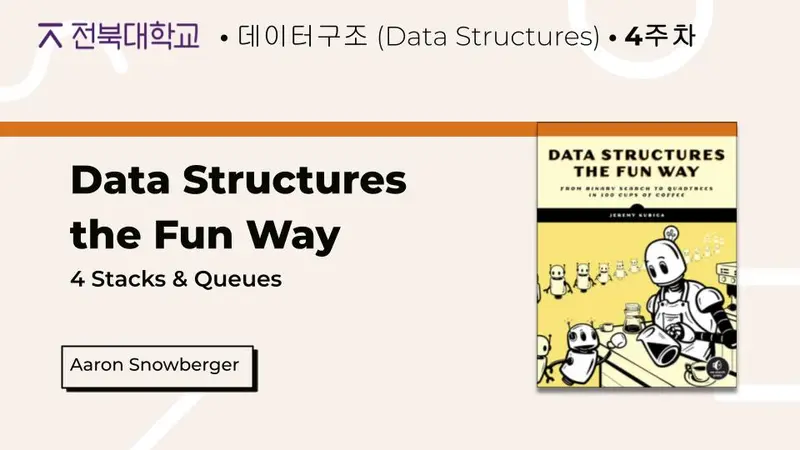 전북대학교 • 데이터구조 (Data Structures) • 4주차
Data Structures
the Fun Way
4 Stacks & Queues
Aaron Snowberger
DATA STRUCTURES
THE FUN WAY
FROM BINARY SEARCH TO QUADTREES
IN 100 CUPS OF COFFEE
JEREMY KUBICA